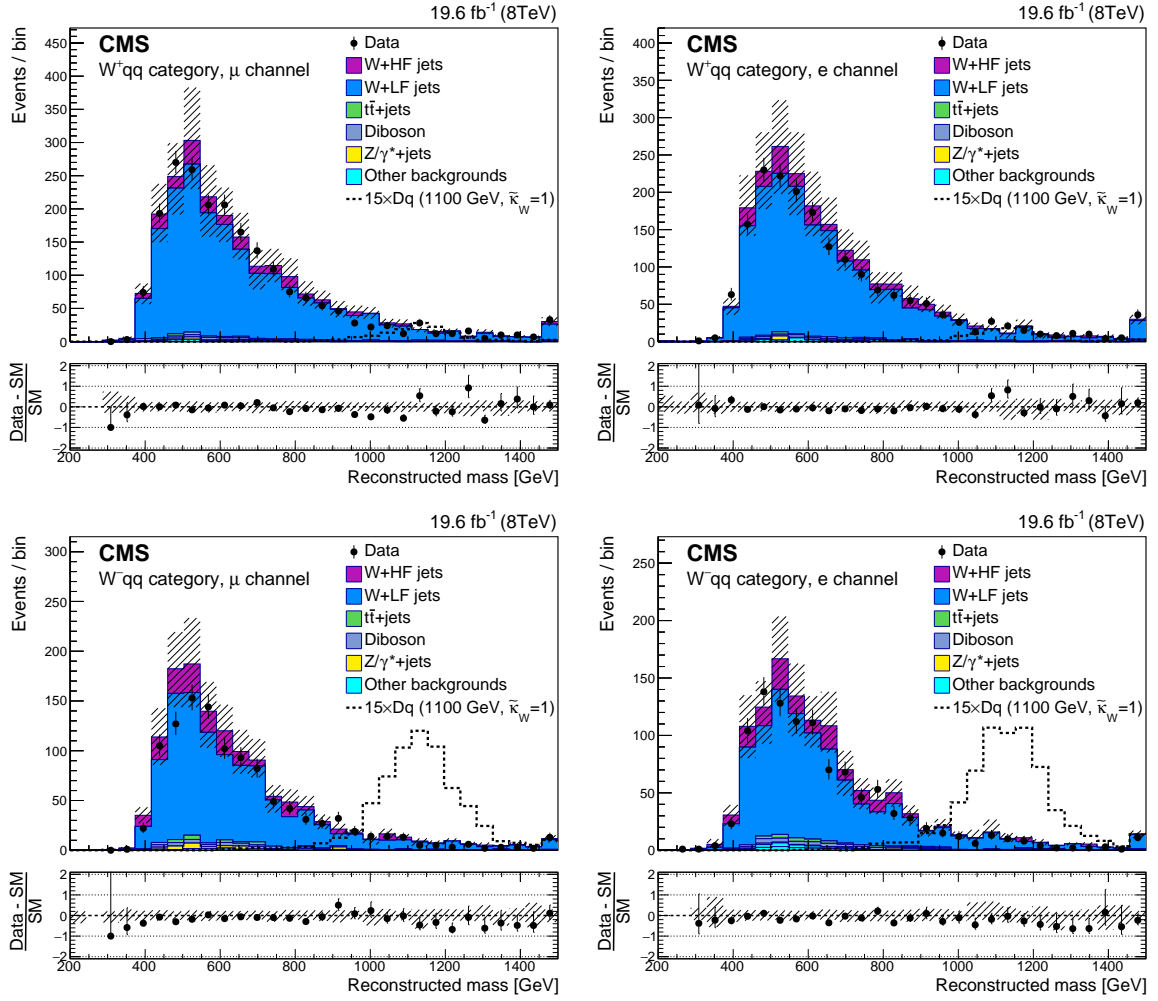 19.6 fb⁻¹ (8TeV)
CMS
W⁺qq category, μ channel
Data
W+HF jets
W+LF jets
tt̄+jets
Diboson
Z/γ*+jets
Other backgrounds
15×Dq (1100 GeV, κ̃_W=1)
Events / bin
450
400
350
300
250
200
150
100
50
0
Data - SM
SM
2
1
0
−1
−2
200 400 600 800 1000 1200 1400
Reconstructed mass [GeV]
19.6 fb⁻¹ (8TeV)
CMS
W⁺qq category, e channel
Data
W+HF jets
W+LF jets
tt̄+jets
Diboson
Z/γ*+jets
Other backgrounds
15×Dq (1100 GeV, κ̃_W=1)
Events / bin
400
350
300
250
200
150
100
50
0
Data - SM
SM
2
1
0
−1
−2
200 400 600 800 1000 1200 1400
Reconstructed mass [GeV]
19.6 fb⁻¹ (8TeV)
CMS
W⁻qq category, μ channel
Data
W+HF jets
W+LF jets
tt̄+jets
Diboson
Z/γ*+jets
Other backgrounds
15×Dq (1100 GeV, κ̃_W=1)
Events / bin
300
250
200
150
100
50
0
Data - SM
SM
2
1
0
−1
−2
200 400 600 800 1000 1200 1400
Reconstructed mass [GeV]
19.6 fb⁻¹ (8TeV)
CMS
W⁻qq category, e channel
Data
W+HF jets
W+LF jets
tt̄+jets
Diboson
Z/γ*+jets
Other backgrounds
15×Dq (1100 GeV, κ̃_W=1)
Events / bin
250
200
150
100
50
0
Data - SM
SM
2
1
0
−1
−2
200 400 600 800 1000 1200 1400
Reconstructed mass [GeV]